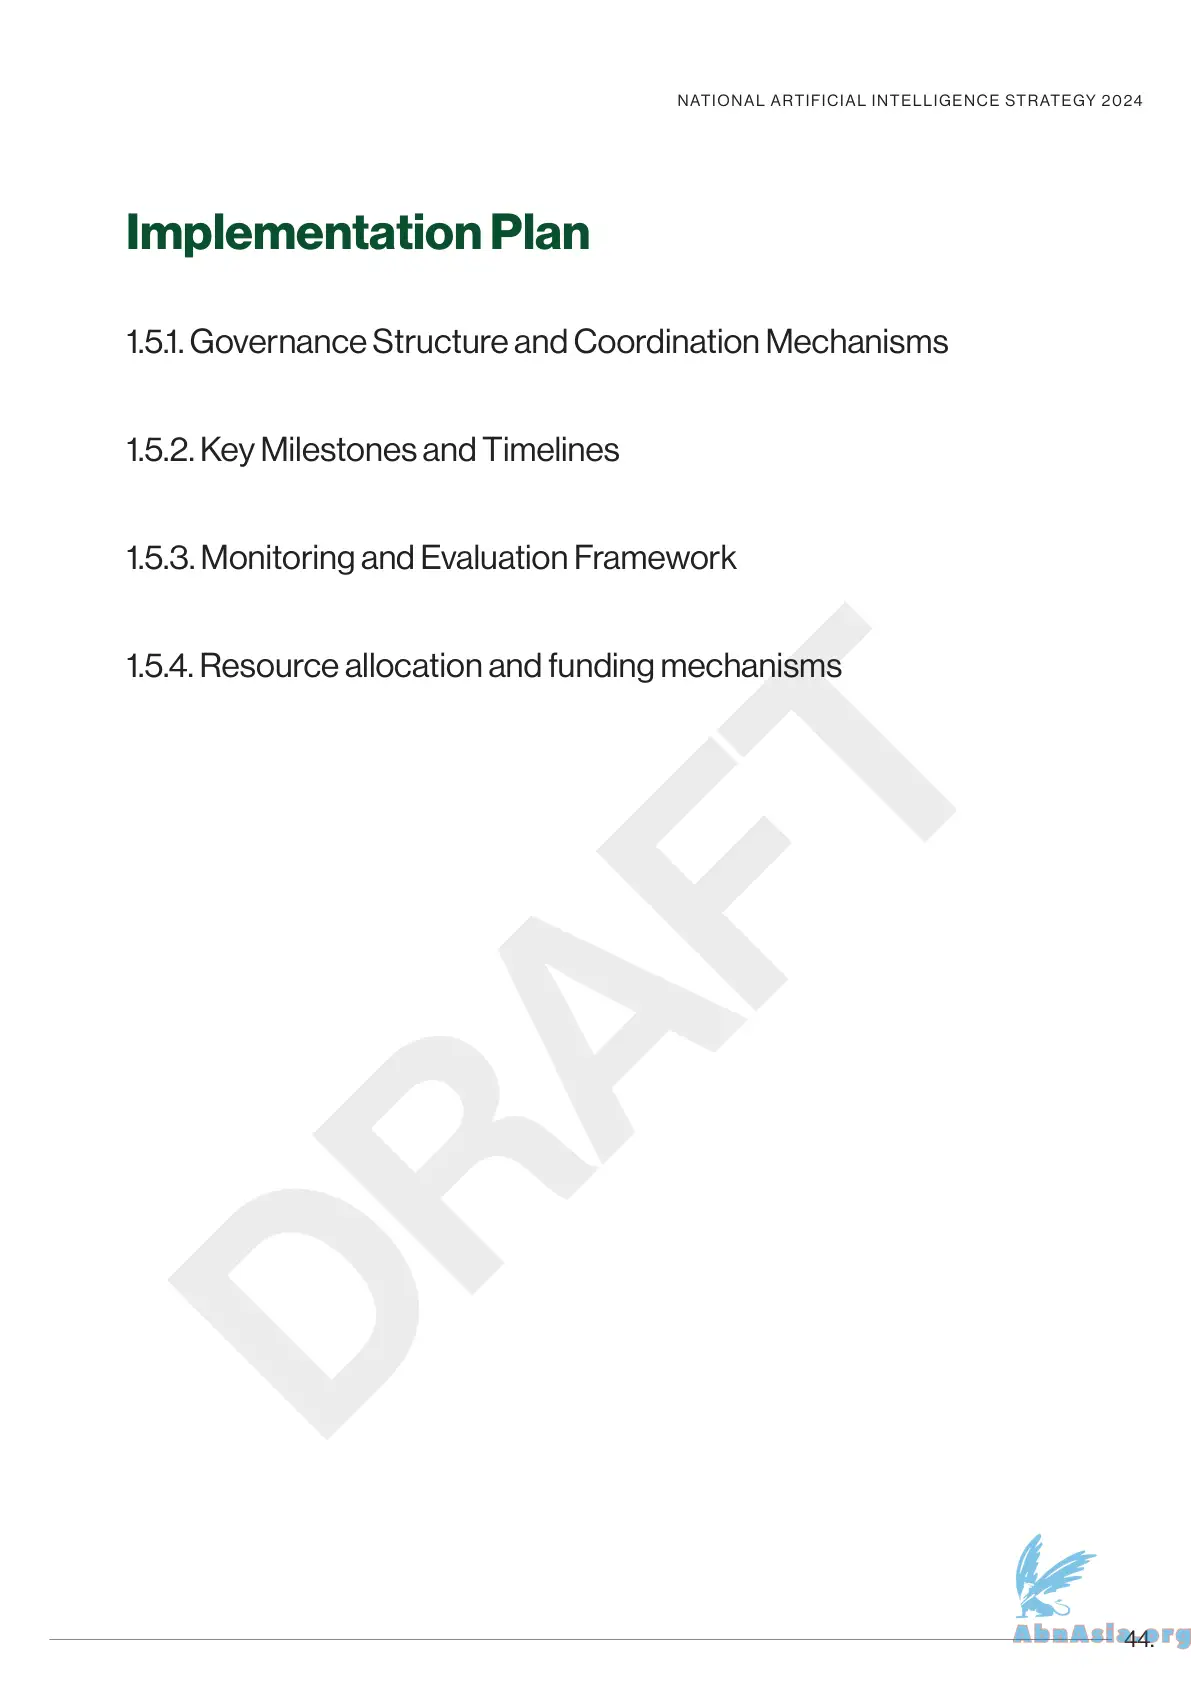 NATIONAL ARTIFICIAL INTELLIGENCE STRATEGY 2024
Implementation Plan
1.5.1. Governance Structure and Coordination Mechanisms
1.5.2. Key Milestones and Timelines
1.5.3. Monitoring and Evaluation Framework
1.5.4. Resource allocation and funding mechanisms
DRAFT
AbnAsia.org
44.